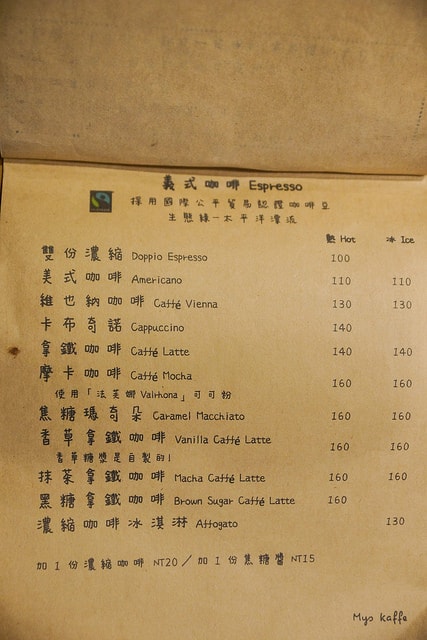 義式咖啡 Espresso
採用國際公平貿易認證咖啡豆
生態綠—太平洋漂流
熱 Hot 冰 Ice
雙份濃縮 Doppio Espresso 100
美式咖啡 Americano 110 110
維也納咖啡 Caffé Vienna 130 130
卡布奇諾 Cappuccino 140
拿鐵咖啡 Caffé Latte 140 140
摩卡咖啡 Caffé Mocha 160 160
使用「法芙娜 Valrhona」可可粉
焦糖瑪奇朵 Caramel Macchiato 160 160
香草拿鐵咖啡 Vanilla Caffé Latte 160 160
香草糖漿是自製的!
抹茶拿鐵咖啡 Macha Caffé Latte 160 160
黑糖拿鐵咖啡 Brown Sugar Caffé Latte 160
濃縮咖啡冰淇淋 Affogato 130
加1份濃縮咖啡 NT20／加1份焦糖醬 NT15
Myo kaffe